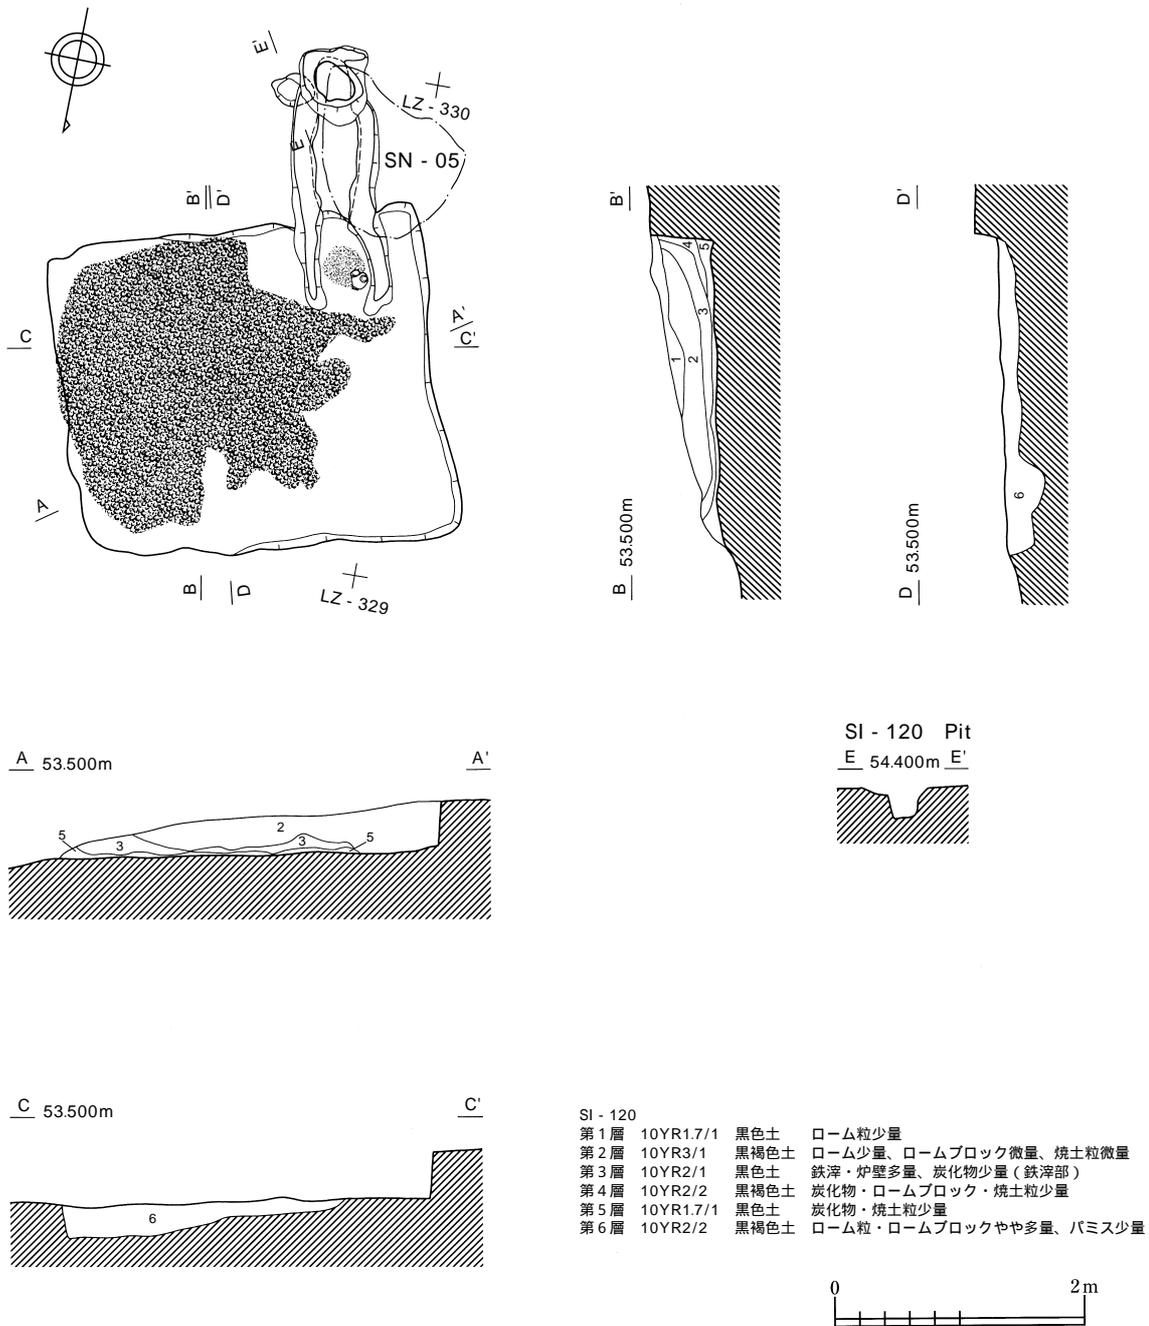 E'
LZ - 330
E
SN - 05
B' D'
C
A'
C'
A
B D
LZ - 329
B'
4
5
3
1 2
B 53.500m
D'
6
D 53.500m
SI - 120 Pit
E 54.400m E'
A 53.500m A'
2
5 3 3 5
C 53.500m C'
6
SI - 120
第1層 10YR1.7/1 黒色土 ローム粒少量
第2層 10YR3/1 黒褐色土 ローム少量、ロームブロック微量、焼土粒微量
第3層 10YR2/1 黒色土 鉄滓・炉壁多量、炭化物少量(鉄滓部)
第4層 10YR2/2 黒褐色土 炭化物・ロームブロック・焼土粒少量
第5層 10YR1.7/1 黒色土 炭化物・焼土粒少量
第6層 10YR2/2 黒褐色土 ローム粒・ロームブロックやや多量、パミス少量
0 2m